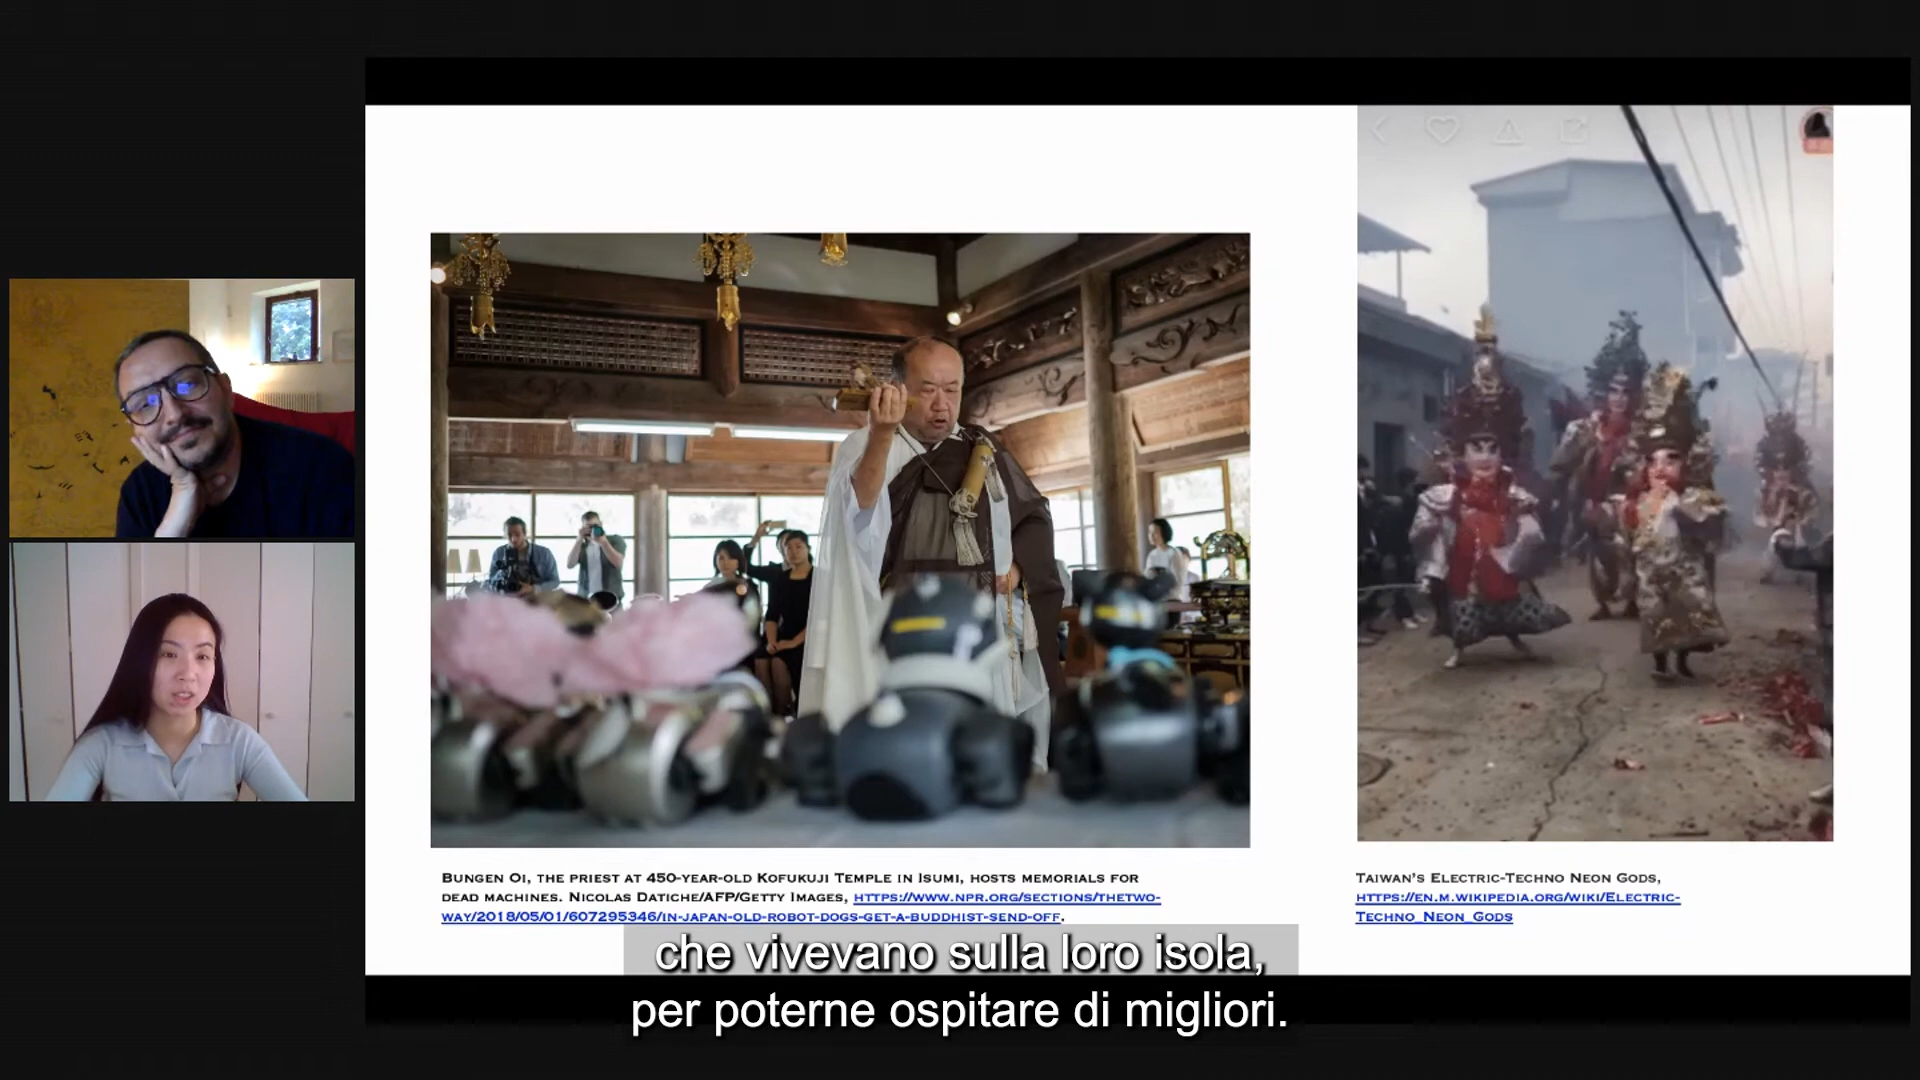 Bungen Oi, the priest at 450-year-old Kofukuji Temple in Isumi, hosts memorials for
dead machines. Nicolas Datiche/AFP/Getty Images, https://www.npr.org/sections/thetwo-
way/2018/05/01/607295346/in-japan-old-robot-dogs-get-a-buddhist-send-off.
Taiwan's Electric-Techno Neon Gods,
https://en.m.wikipedia.org/wiki/Electric-
Techno_Neon_Gods
che vivevano sulla loro isola,
per poterne ospitare di migliori.